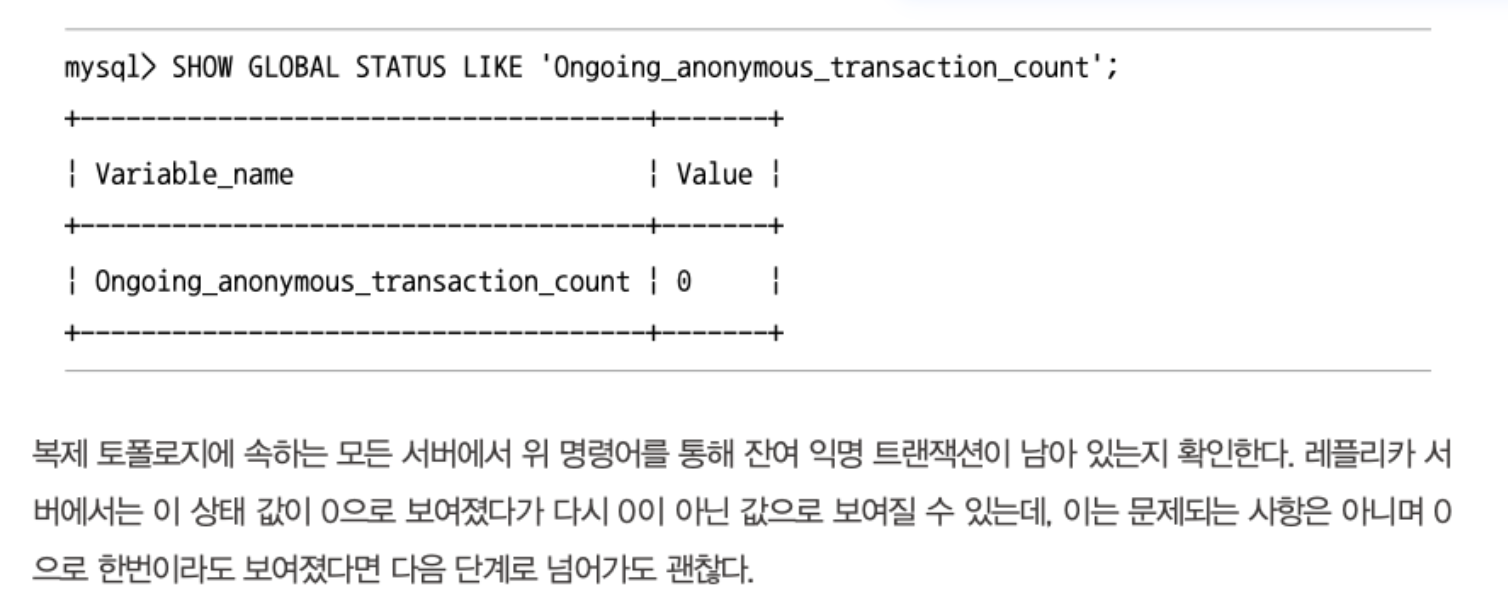 mysql> SHOW GLOBAL STATUS LIKE 'Ongoing_anonymous_transaction_count';
+-------------------------------------+-------+
| Variable_name                       | Value |
+-------------------------------------+-------+
| Ongoing_anonymous_transaction_count | 0     |
+-------------------------------------+-------+
복제 토폴로지에 속하는 모든 서버에서 위 명령어를 통해 잔여 익명 트랜잭션이 남아 있는지 확인한다. 레플리카 서
버에서는 이 상태 값이 0으로 보여졌다가 다시 0이 아닌 값으로 보여질 수 있는데, 이는 문제되는 사항은 아니며 0
으로 한번이라도 보여졌다면 다음 단계로 넘어가도 괜찮다.